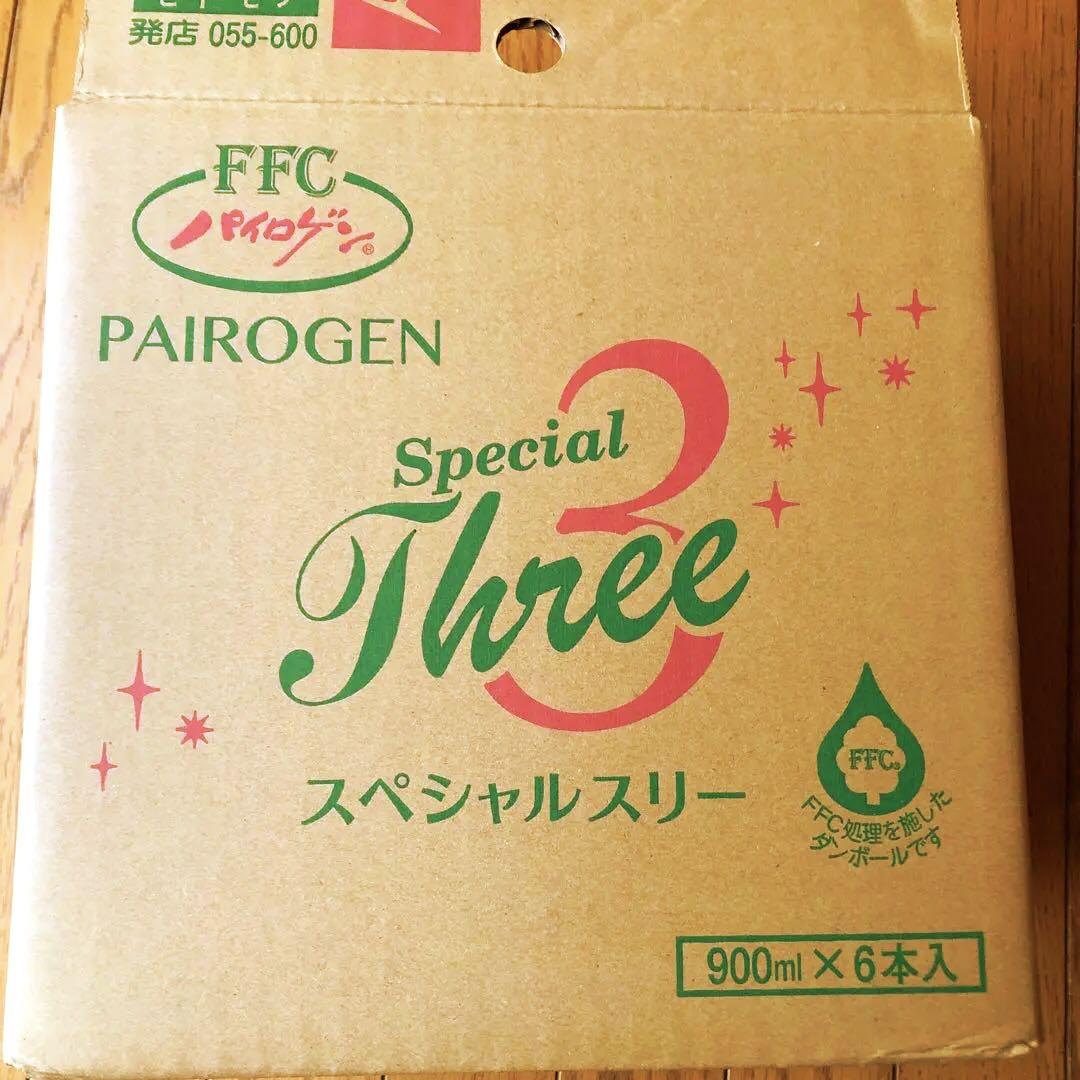 発店 055-600
FFC
パイロゲン®
PAIROGEN
3
Special
Three
スペシャルスリー
FFC®
FFC処理を施した
ダンボールです
900ml×6本入